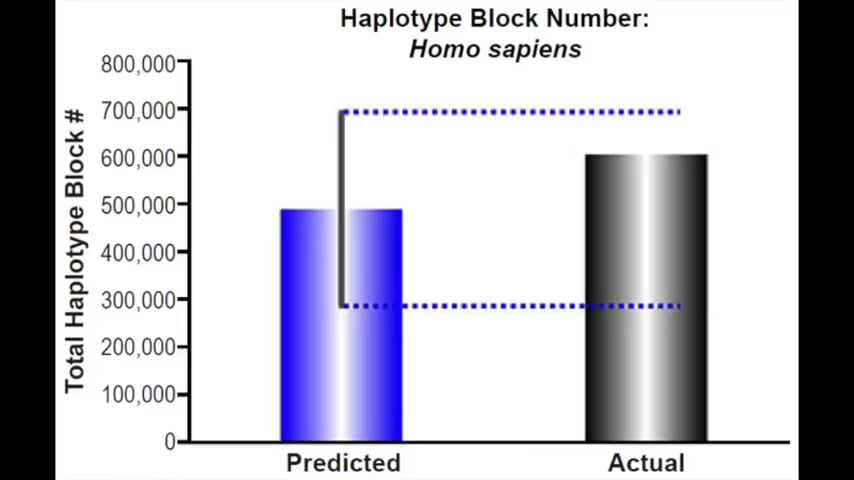 Haplotype Block Number:
Homo sapiens
Total Haplotype Block #
800,000
700,000
600,000
500,000
400,000
300,000
200,000
100,000
0
Predicted
Actual